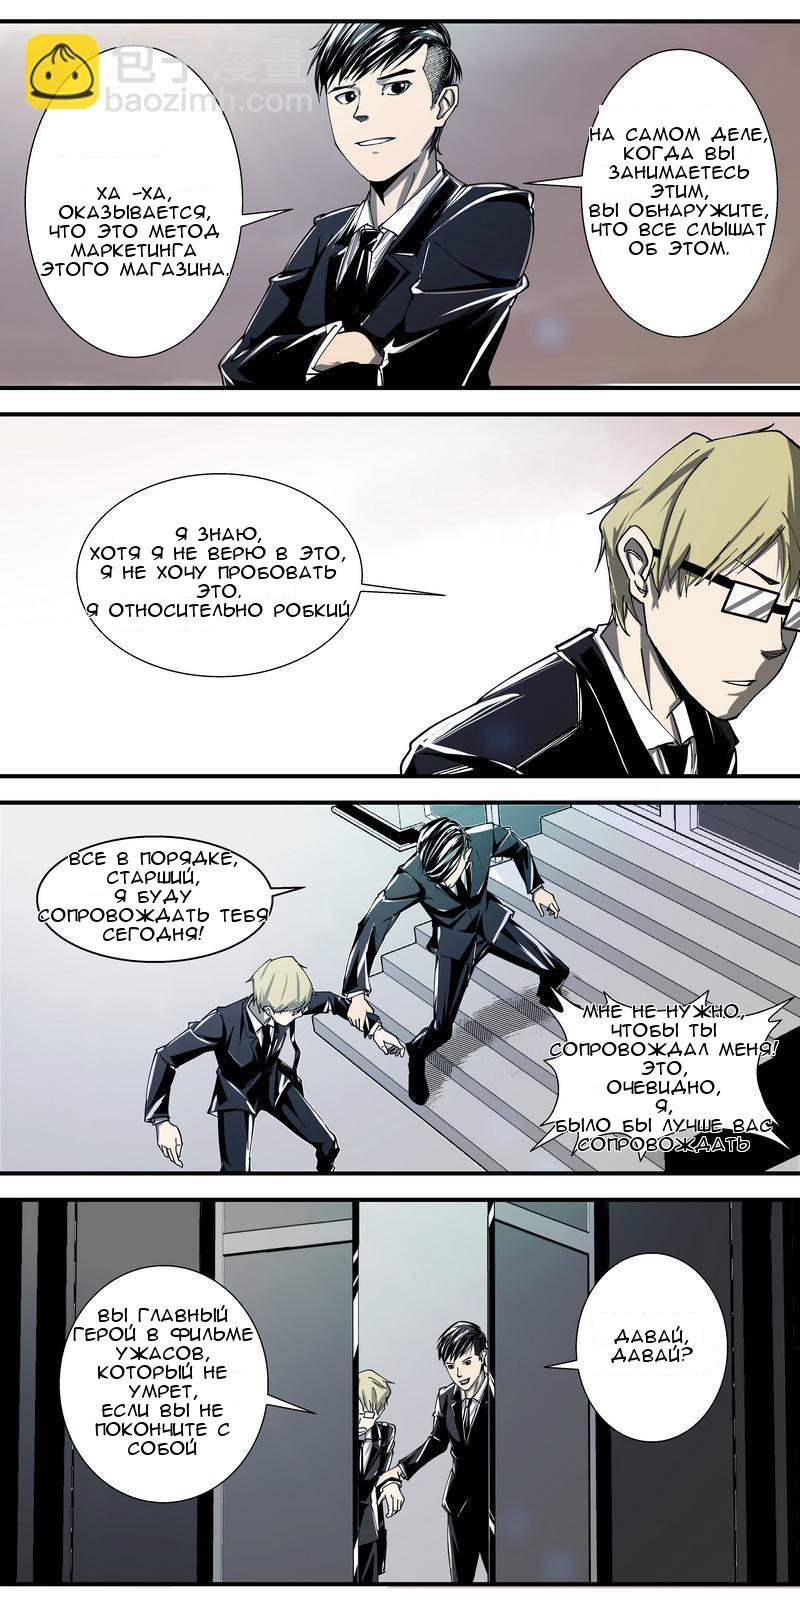 包子漫畫
baozimh.com
ХА -ХА,
ОКАЗЫВАЕТСЯ,
ЧТО ЭТО МЕТОД
МАРКЕТИНГА
ЭТОГО МАГАЗИНА.
НА САМОМ ДЕЛЕ,
КОГДА ВЫ
ЗАНИМАЕТЕСЬ
ЭТИМ,
ВЫ ОБНАРУЖИТЕ,
ЧТО ВСЕ СЛЫШАТ
ОБ ЭТОМ.
Я ЗНАЮ,
ХОТЯ Я НЕ ВЕРЮ В ЭТО,
Я НЕ ХОЧУ ПРОБОВАТЬ
ЭТО.
Я ОТНОСИТЕЛЬНО РОБКИЙ
ВСЕ В ПОРЯДКЕ,
СТАРШИЙ,
Я БУДУ
СОПРОВОЖДАТЬ ТЕБЯ
СЕГОДНЯ!
МНЕ НЕ НУЖНО,
ЧТОБЫ ТЫ
СОПРОВОЖДАЛ МЕНЯ!
ЭТО,
ОЧЕВИДНО,
Я,
БЫЛО БЫ ЛУЧШЕ ВАС
СОПРОВОЖДАТЬ
ВЫ ГЛАВНЫЙ
ГЕРОЙ В ФИЛЬМЕ
УЖАСОВ,
КОТОРЫЙ НЕ
УМРЕТ,
ЕСЛИ ВЫ НЕ
ПОКОНЧИТЕ С
СОБОЙ
ДАВАЙ,
ДАВАЙ?